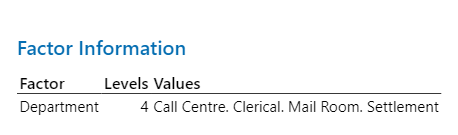 Factor Information
Factor Levels Values
Department 4 Call Centre. Clerical. Mail Room. Settlement